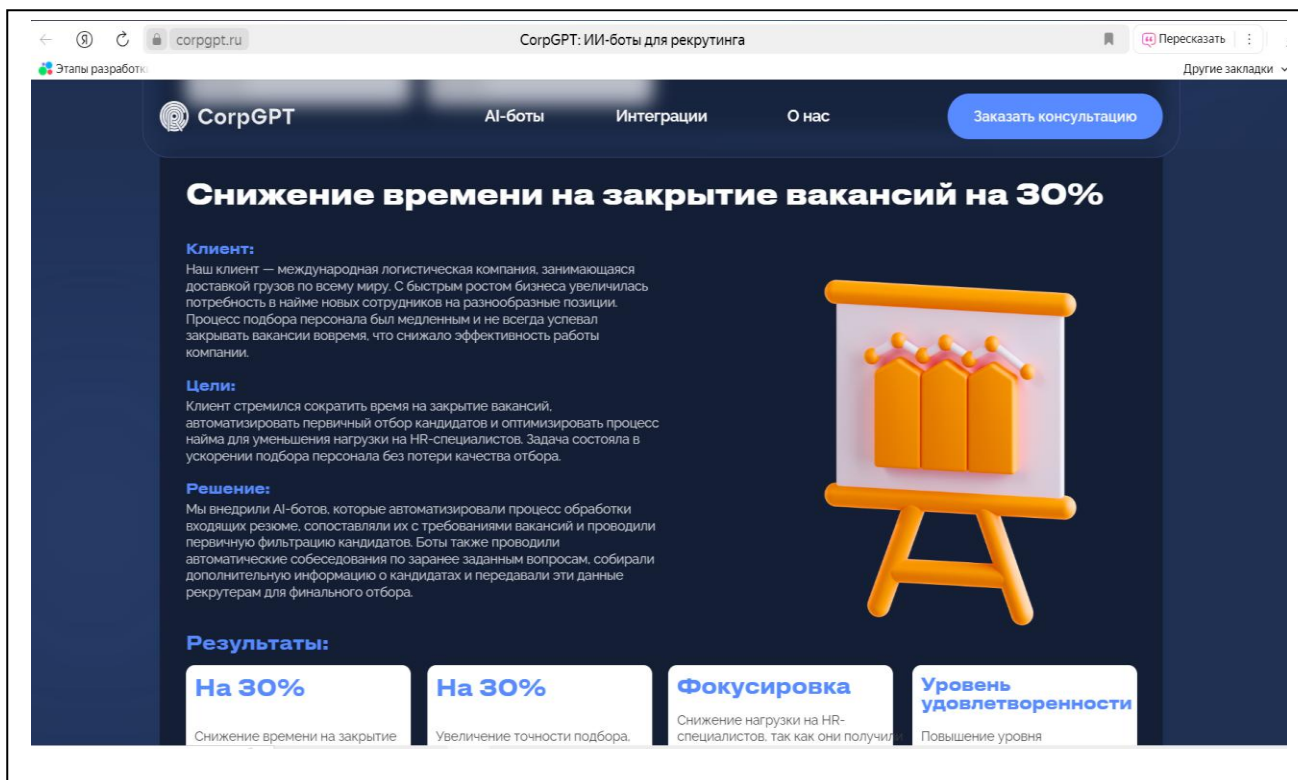 corpgpt.ru
CorpGPT: ИИ-боты для рекрутинга
Пересказать
Этапы разработк
Другие закладки
CorpGPT
AI-боты
Интеграции
О нас
Заказать консультацию
Снижение времени на закрытие вакансий на 30%
Клиент:
Наш клиент — международная логистическая компания, занимающаяся
доставкой грузов по всему миру. С быстрым ростом бизнеса увеличилась
потребность в найме новых сотрудников на разнообразные позиции.
Процесс подбора персонала был медленным и не всегда успевал
закрывать вакансии вовремя, что снижало эффективность работы
компании.
Цели:
Клиент стремился сократить время на закрытие вакансий,
автоматизировать первичный отбор кандидатов и оптимизировать процесс
найма для уменьшения нагрузки на HR-специалистов. Задача состояла в
ускорении подбора персонала без потери качества отбора.
Решение:
Мы внедрили AI-ботов, которые автоматизировали процесс обработки
входящих резюме, сопоставляли их с требованиями вакансий и проводили
первичную фильтрацию кандидатов. Боты также проводили
автоматические собеседования по заранее заданным вопросам, собирали
дополнительную информацию о кандидатах и передавали эти данные
рекрутерам для финального отбора.
Результаты:
На 30%
Снижение времени на закрытие
На 30%
Увеличение точности подбора,
Фокусировка
Снижение нагрузки на HR-
специалистов, так как они получили
Уровень
удовлетворенности
Повышение уровня